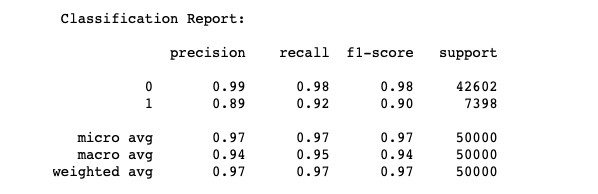 Classification Report:
precision recall f1-score support
0 0.99 0.98 0.98 42602
1 0.89 0.92 0.90 7398
micro avg 0.97 0.97 0.97 50000
macro avg 0.94 0.95 0.94 50000
weighted avg 0.97 0.97 0.97 50000